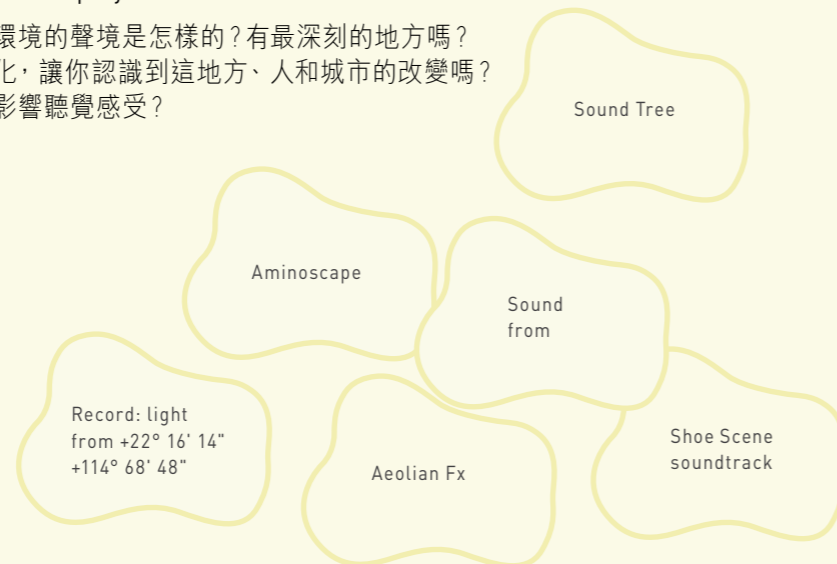 環境的聲境是怎樣的？有最深刻的地方嗎？
化，讓你認識到這地方、人和城市的改變嗎？
影響聽覺感受？
Sound Tree
Aminoscape
Sound
from
Record: light
from +22° 16' 14"
+114° 68' 48"
Aeolian Fx
Shoe Scene
soundtrack